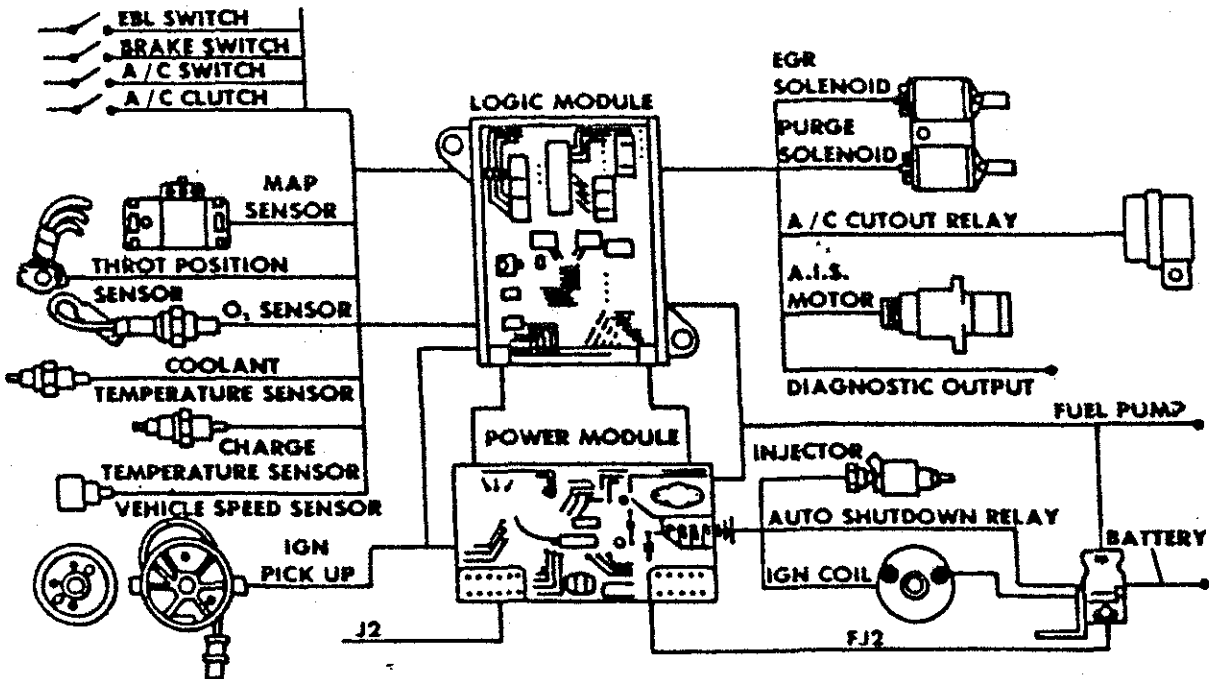 EBL SWITCH
BRAKE SWITCH
A/C SWITCH
A/C CLUTCH
MAP
SENSOR
THROT POSITION
SENSOR
O₂ SENSOR
COOLANT
TEMPERATURE SENSOR
CHARGE
TEMPERATURE SENSOR
VEHICLE SPEED SENSOR
IGN
PICK UP
J2
LOGIC MODULE
POWER MODULE
EGR
SOLENOID
PURGE
SOLENOID
A/C CUTOUT RELAY
A.I.S.
MOTOR
DIAGNOSTIC OUTPUT
FUEL PUMP
INJECTOR
AUTO SHUTDOWN RELAY
BATTERY
IGN COIL
FJ2